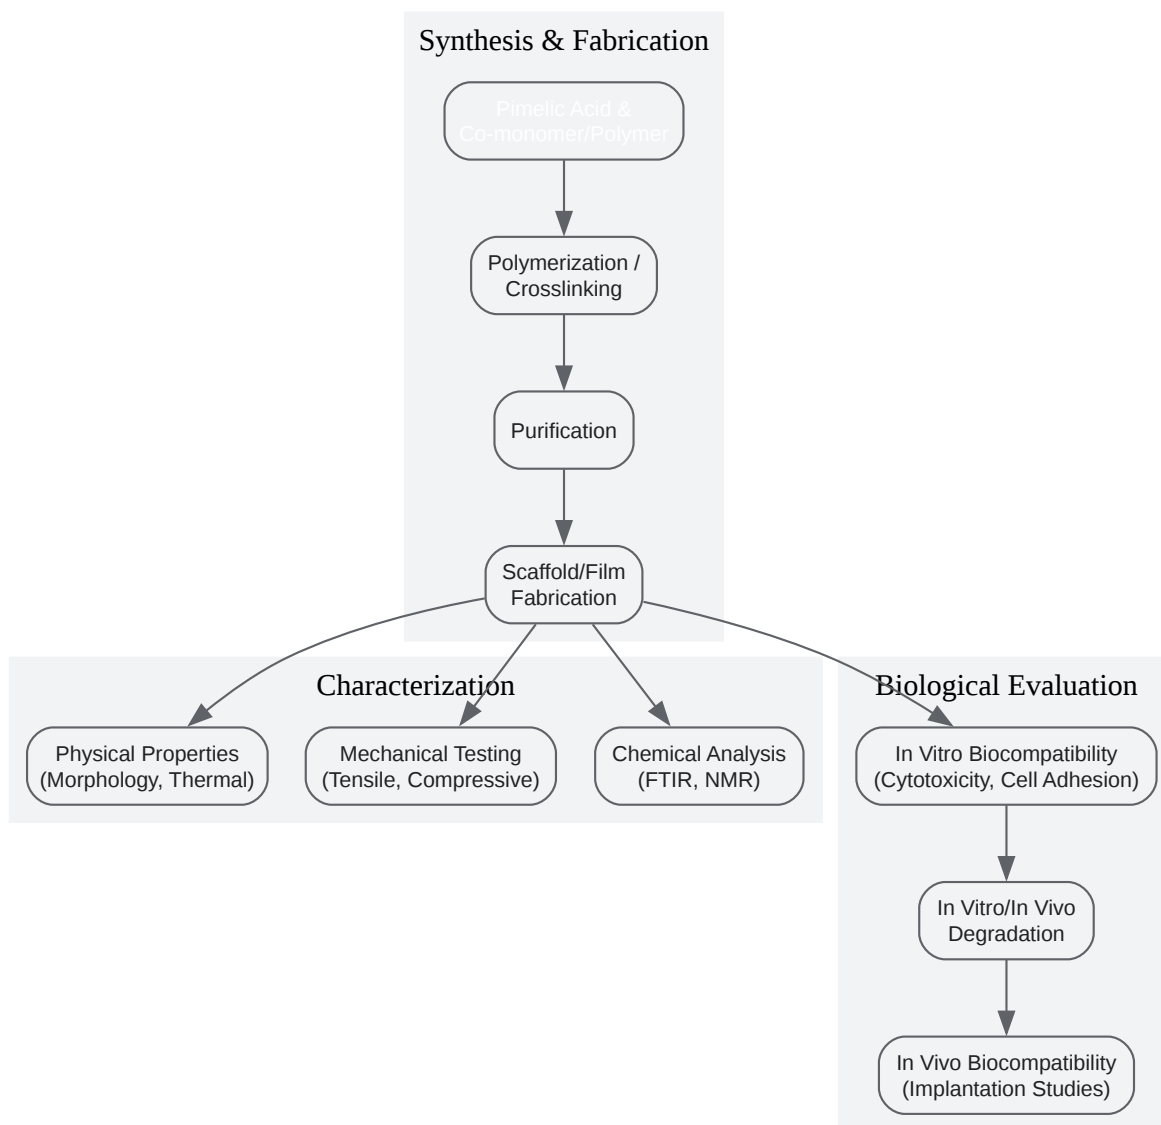 Synthesis & Fabrication
Pimelic Acid &
Co-monomer/Polymer
Polymerization /
Crosslinking
Purification
Scaffold/Film
Fabrication
Characterization
Physical Properties
(Morphology, Thermal)
Mechanical Testing
(Tensile, Compressive)
Chemical Analysis
(FTIR, NMR)
Biological Evaluation
In Vitro Biocompatibility
(Cytotoxicity, Cell Adhesion)
In Vitro/In Vivo
Degradation
In Vivo Biocompatibility
(Implantation Studies)